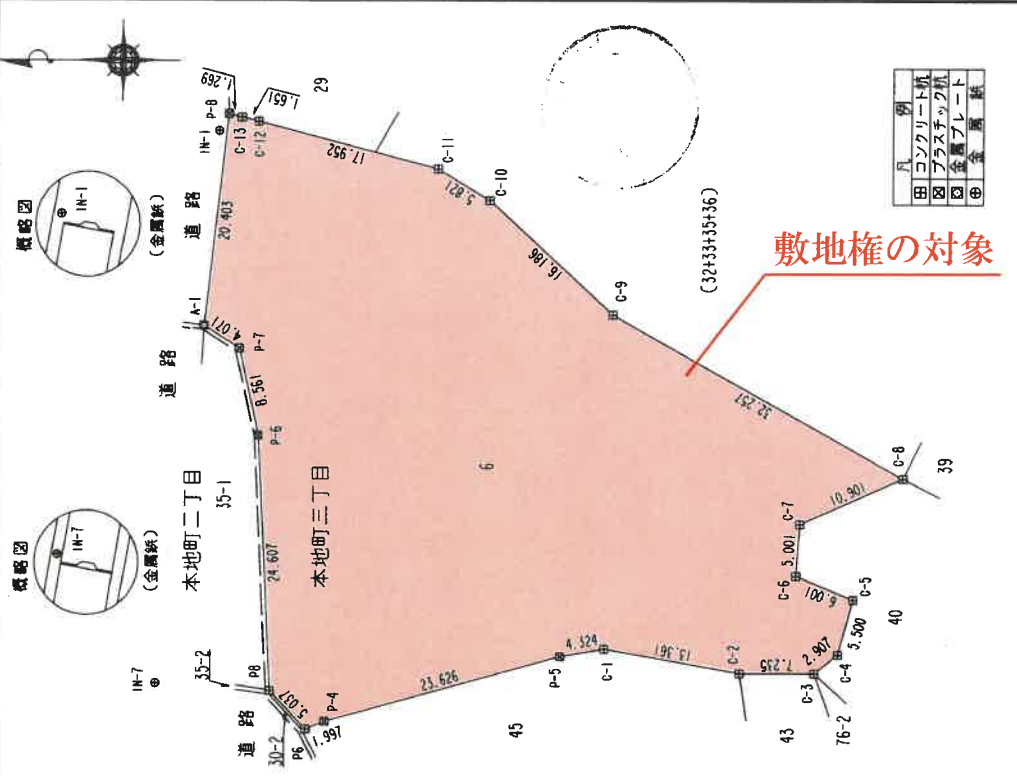 概略図
IN-7
(金属鋲)
概略図
IN-1
(金属鋲)
IN-7
35-2
道路
30-2
P6
P8
5.037
1.997
P-4
本地町二丁目
35-1
本地町三丁目
24.607
P-6
8.561
P-7
4.071
道路
A-1
道路
20.403
IN-1
P-8
1.269
C-13
C-12
1.651
29
17.952
C-11
5.821
C-10
16.186
C-9
(32+33+35+36)
敷地権の対象
32.257
6
23.626
P-5
4.324
C-1
45
13.361
C-2
7.235
43
C-3
76-2
2.907
C-4
5.500
40
C-5
6.001
C-6
5.001
C-7
10.901
C-8
39
凡例
コンクリート杭
プラスチック杭
金属プレート
金属鋲